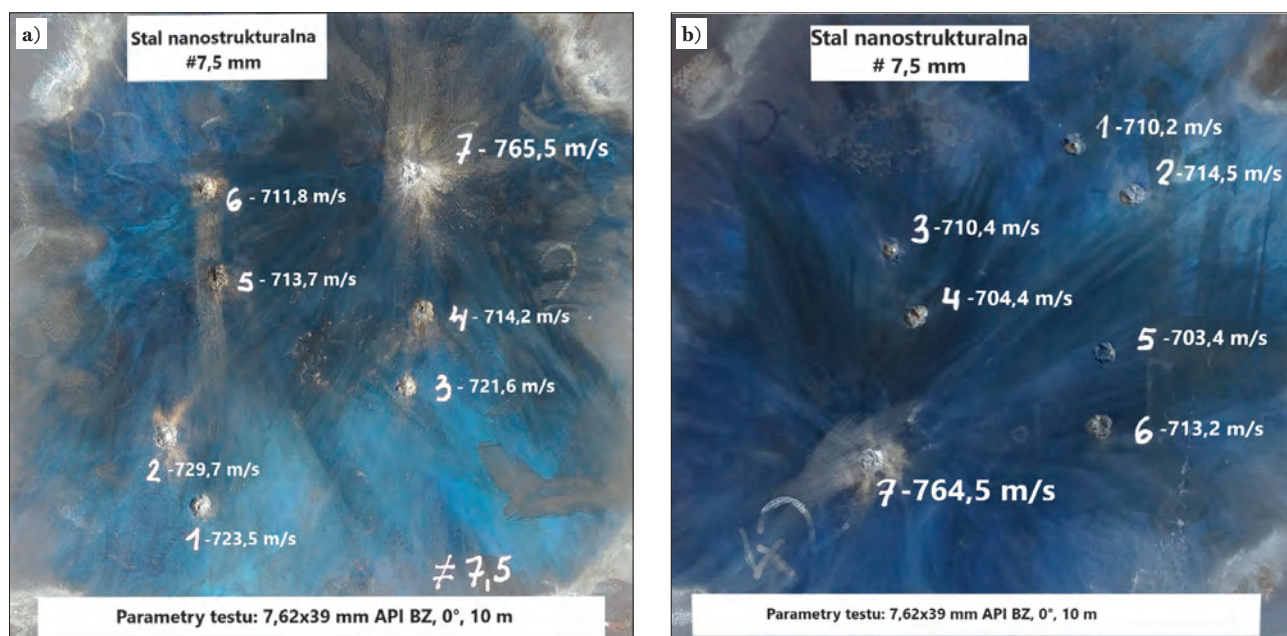 a)
Stal nanostrukturalna
#7,5 mm
7 - 765,5 m/s
6 - 711,8 m/s
5 - 713,7 m/s
4 - 714,2 m/s
3 - 721,6 m/s
2 -729,7 m/s
1 -723,5 m/s
≠ 7,5
Parametry testu: 7,62x39 mm API BZ, 0°, 10 m
b)
Stal nanostrukturalna
# 7,5 mm
1 -710,2 m/s
2 -714,5 m/s
3 -710,4 m/s
4 -704,4 m/s
5 -703,4 m/s
6 -713,2 m/s
7-764,5 m/s
Parametry testu: 7,62x39 mm API BZ, 0°, 10 m